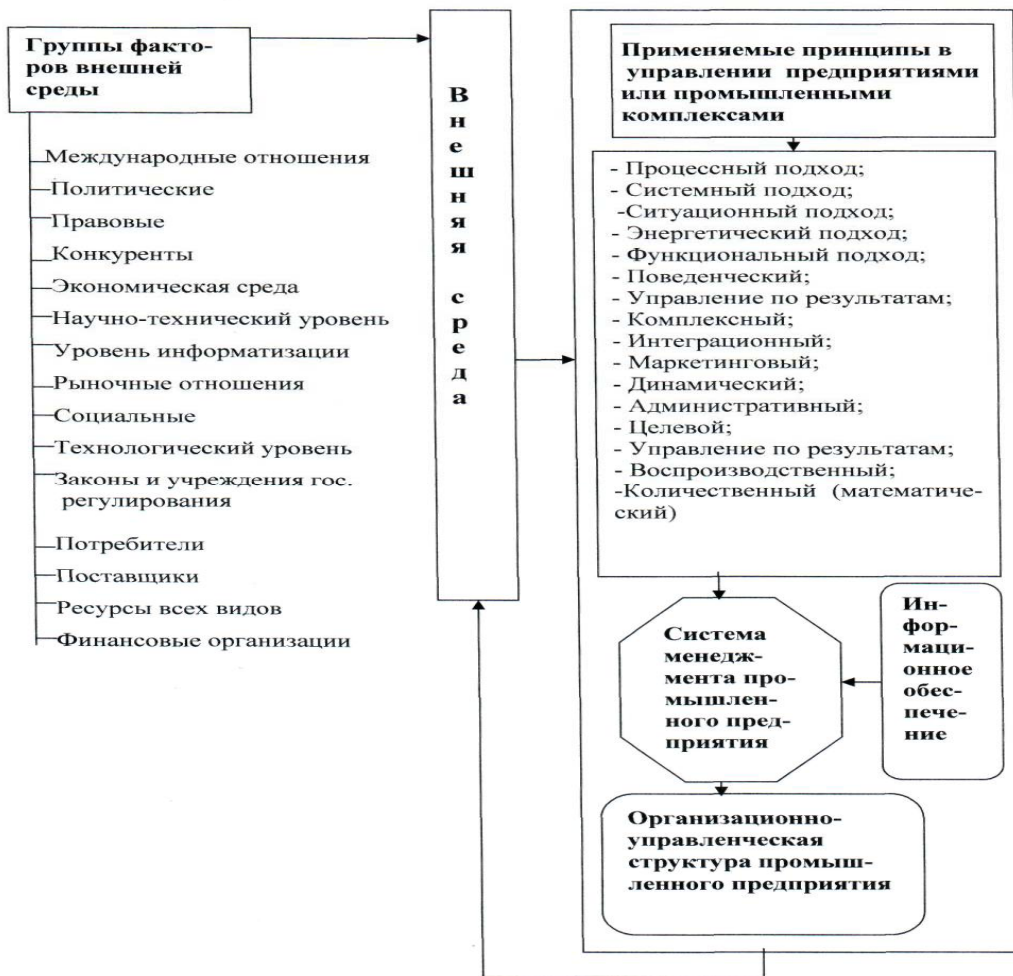 Группы факто-
ров внешней
среды
Международные отношения
Политические
Правовые
Конкуренты
Экономическая среда
Научно-технический уровень
Уровень информатизации
Рыночные отношения
Социальные
Технологический уровень
Законы и учреждения гос.
регулирования
Потребители
Поставщики
Ресурсы всех видов
Финансовые организации
Внешняя среда
Применяемые принципы в
управлении предприятиями
или промышленными
комплексами
- Процессный подход;
- Системный подход;
-Ситуационный подход;
- Энергетический подход;
- Функциональный подход;
- Поведенческий;
- Управление по результатам;
- Комплексный;
- Интеграционный;
- Маркетинговый;
- Динамический;
- Административный;
- Целевой;
- Управление по результатам;
- Воспроизводственный;
-Количественный (математиче-
ский)
Система
менедж-
мента про-
мышлен-
ного пред-
приятия
Ин-
фор-
маци-
онное
обес-
пече-
ние
Организационно-
управленческая
структура промыш-
ленного предприятия